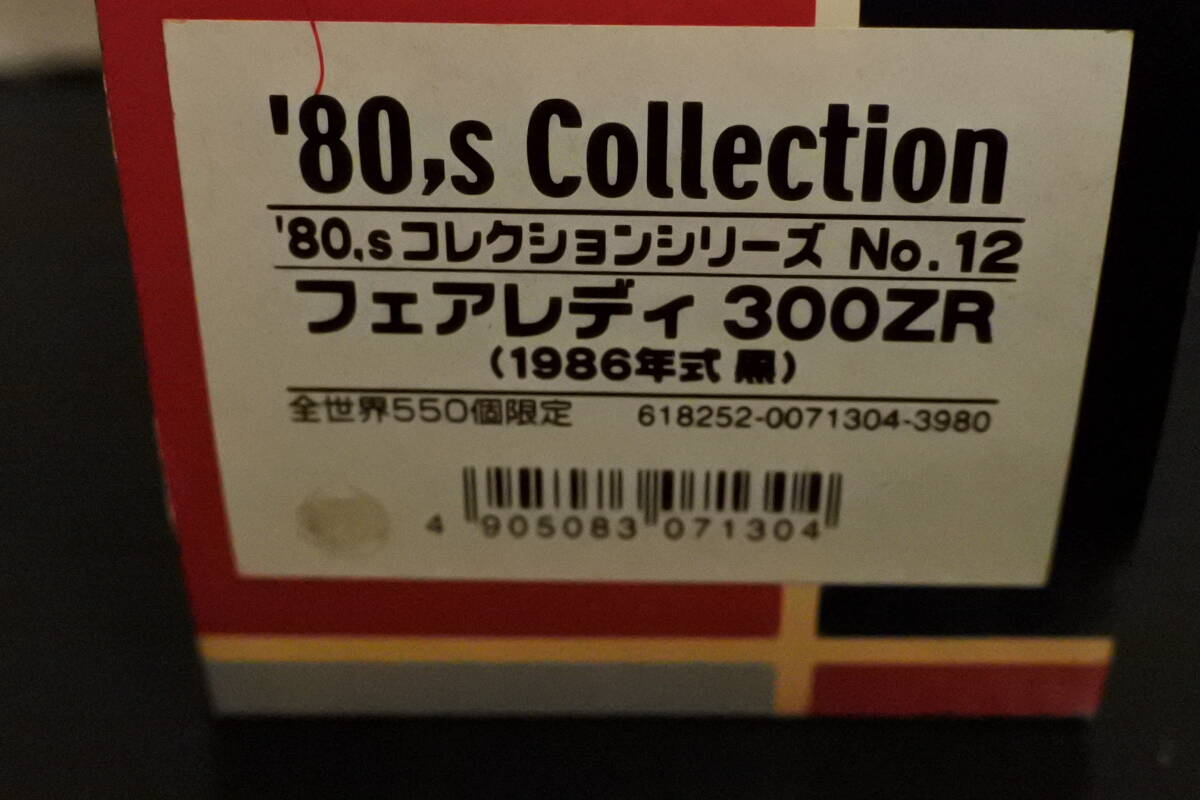 '80,s Collection
'80,sコレクションシリーズ No.12
フェアレディ 300ZR
(1986年式 黒)
全世界550個限定 618252-0071304-3980
4 905083 071304